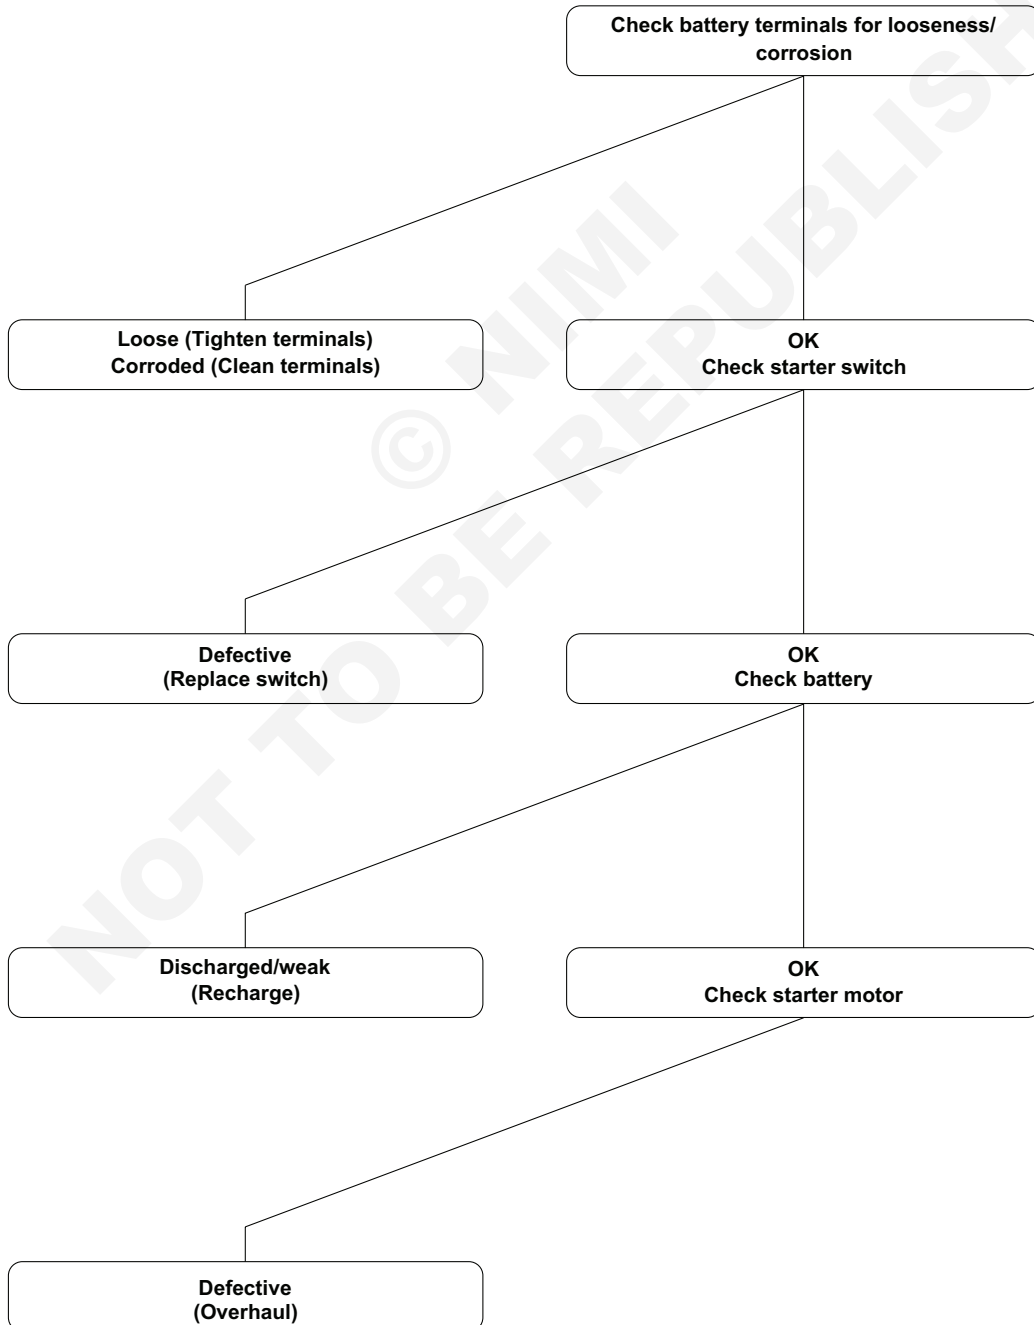 Check battery terminals for looseness/
corrosion
Loose (Tighten terminals)
Corroded (Clean terminals)
OK
Check starter switch
Defective
(Replace switch)
OK
Check battery
Discharged/weak
(Recharge)
OK
Check starter motor
Defective
(Overhaul)
© NIMI
NOT TO BE REPUBLISH